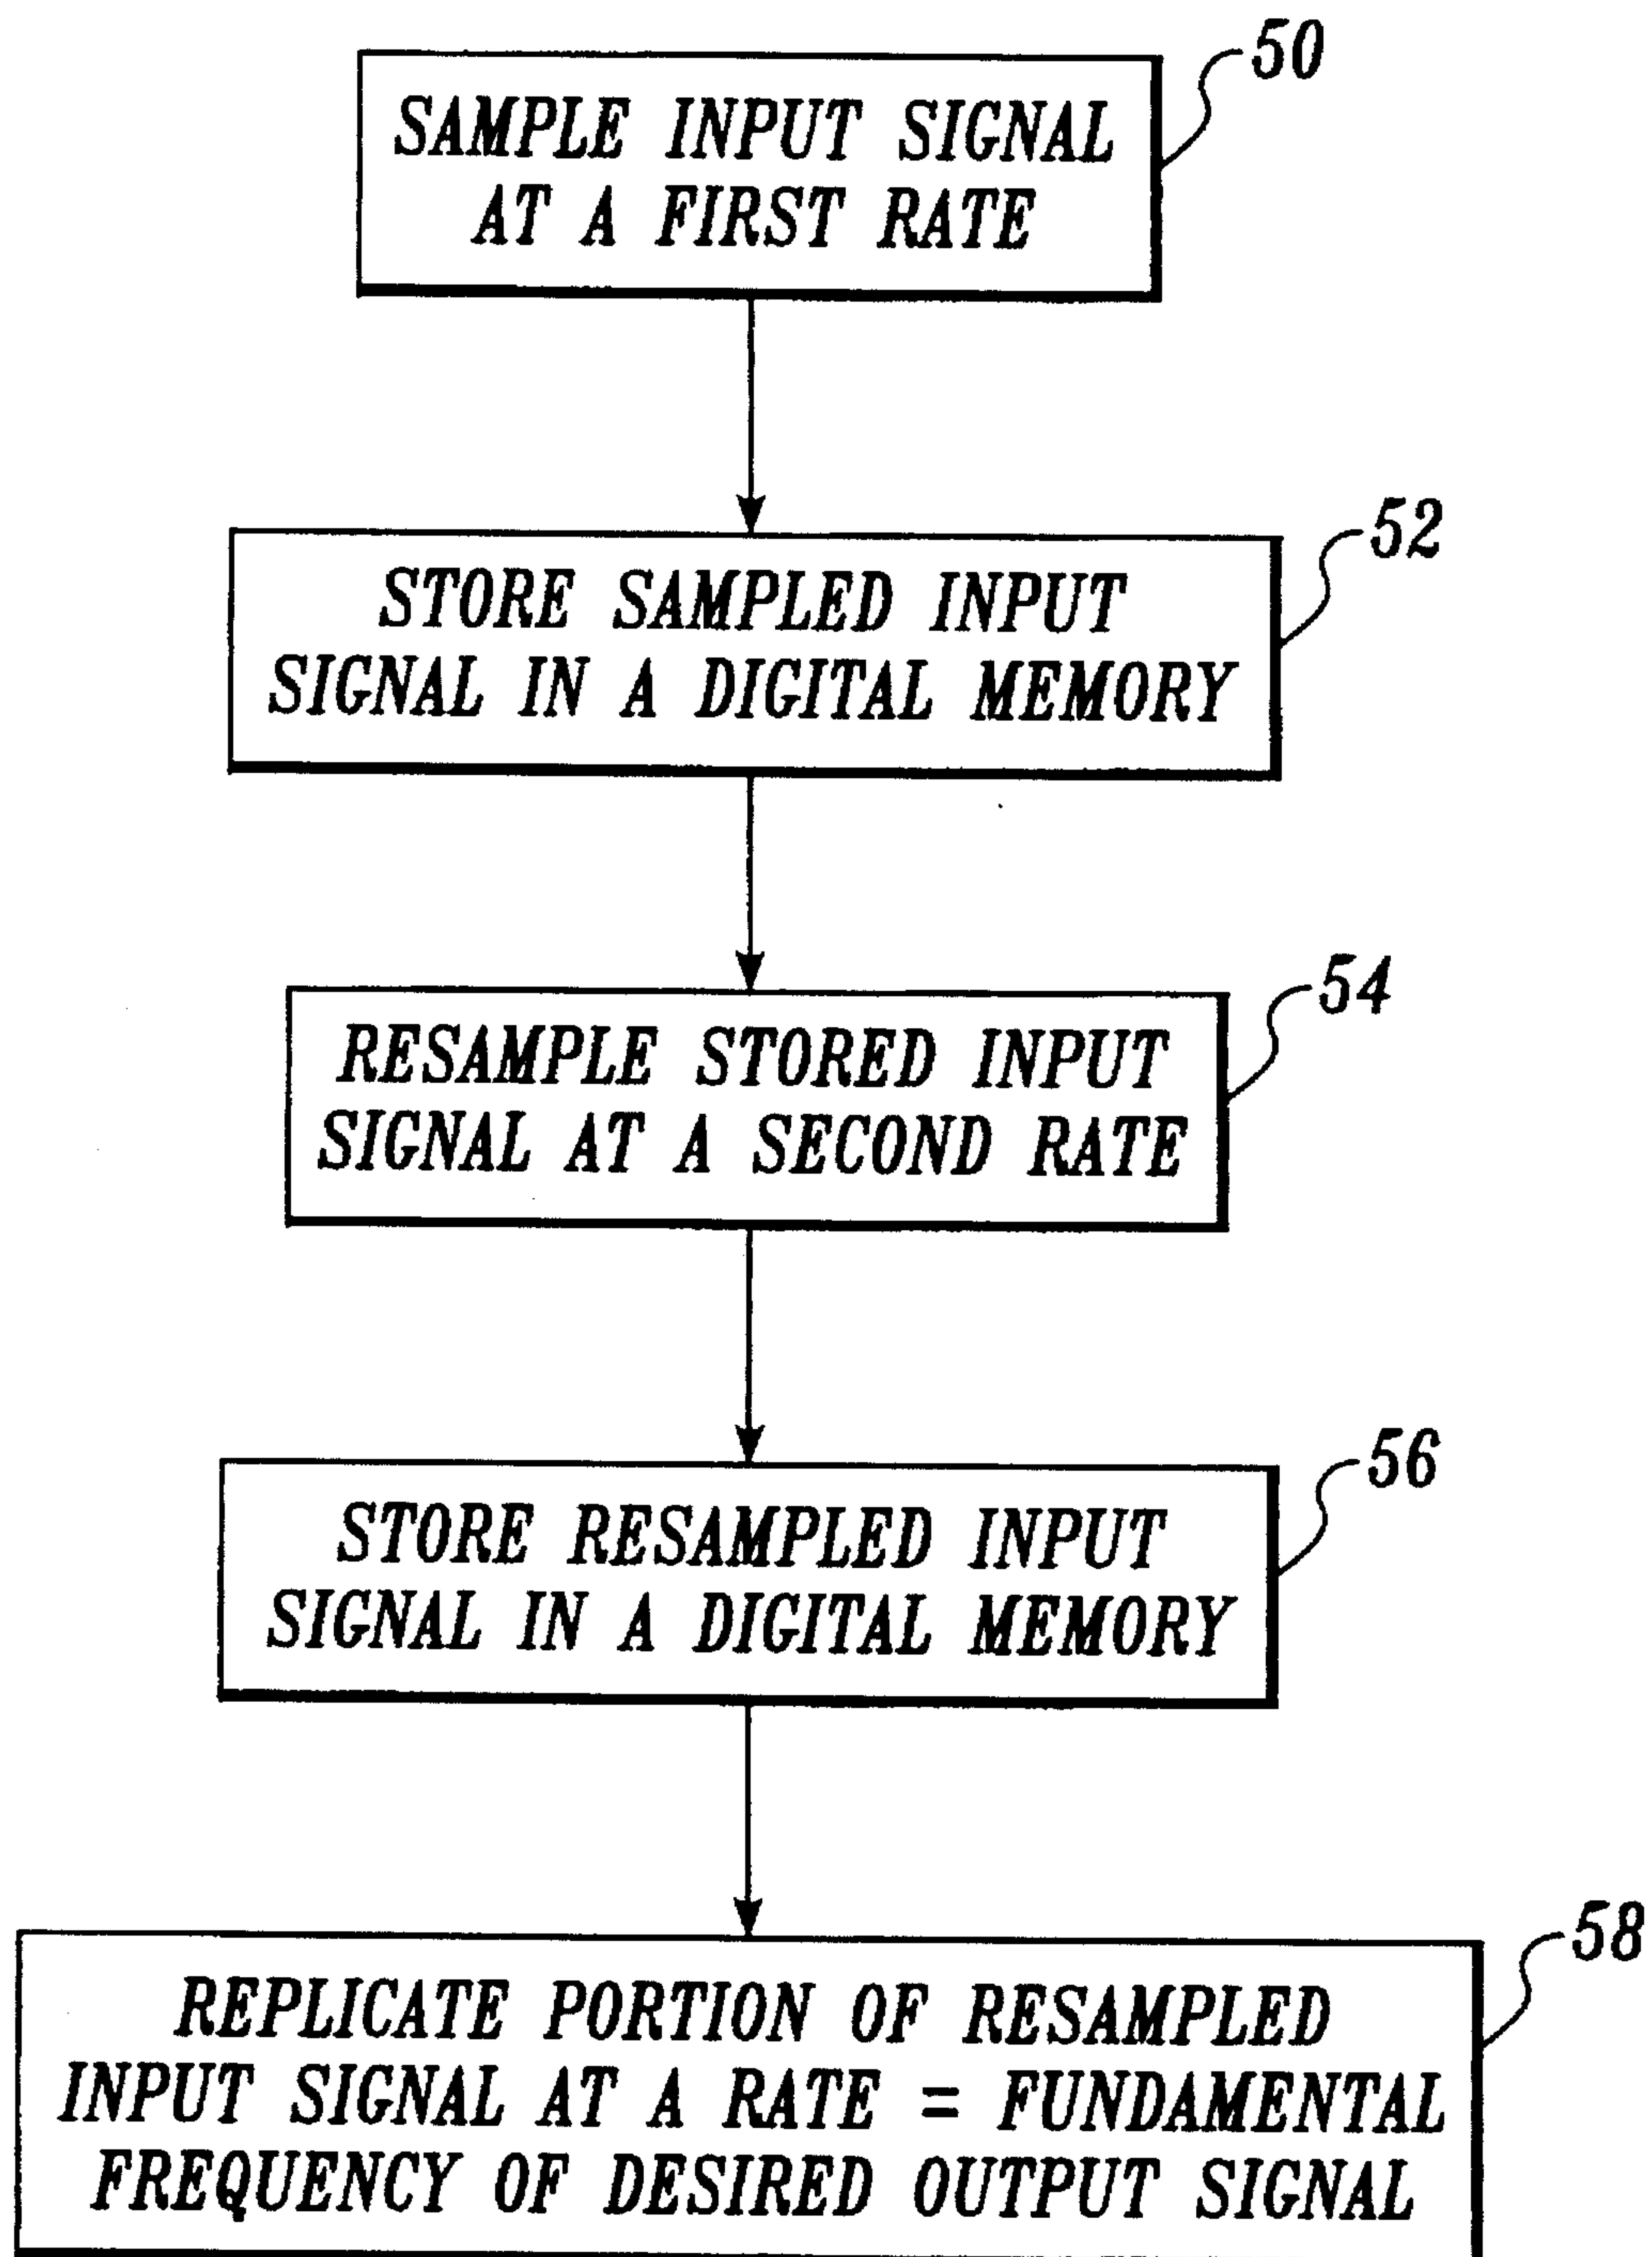 50
SAMPLE INPUT SIGNAL
AT A FIRST RATE
52
STORE SAMPLED INPUT
SIGNAL IN A DIGITAL MEMORY
54
RESAMPLE STORED INPUT
SIGNAL AT A SECOND RATE
56
STORE RESAMPLED INPUT
SIGNAL IN A DIGITAL MEMORY
58
REPLICATE PORTION OF RESAMPLED
INPUT SIGNAL AT A RATE = FUNDAMENTAL
FREQUENCY OF DESIRED OUTPUT SIGNAL